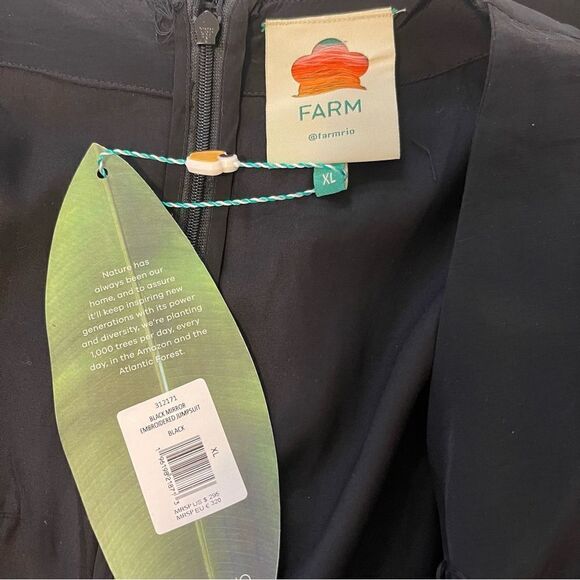 FARM
@farmrio
XL
Nature has
always been our
home, and to assure
it'll keep inspiring new
generations with its power
and diversity, we're planting
1,000 trees per day, every
day, in the Amazon and the
Atlantic Forest.
312171
BLACK MIRROR
EMBROIDERED JUMPSUIT
BLACK
XL
MRSP US $ 295
MRSP EU € 320